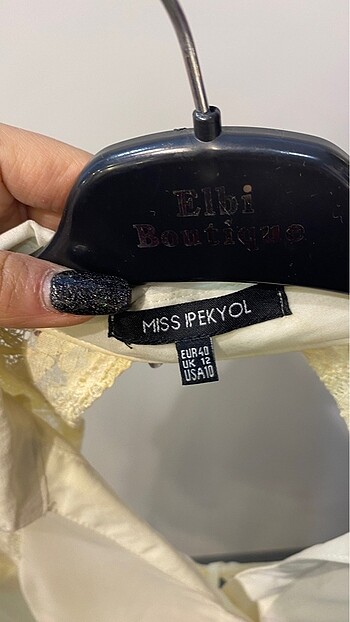 Elbi
Boutique
MISS IPEKYOL
EUR40
UK 12
USA10